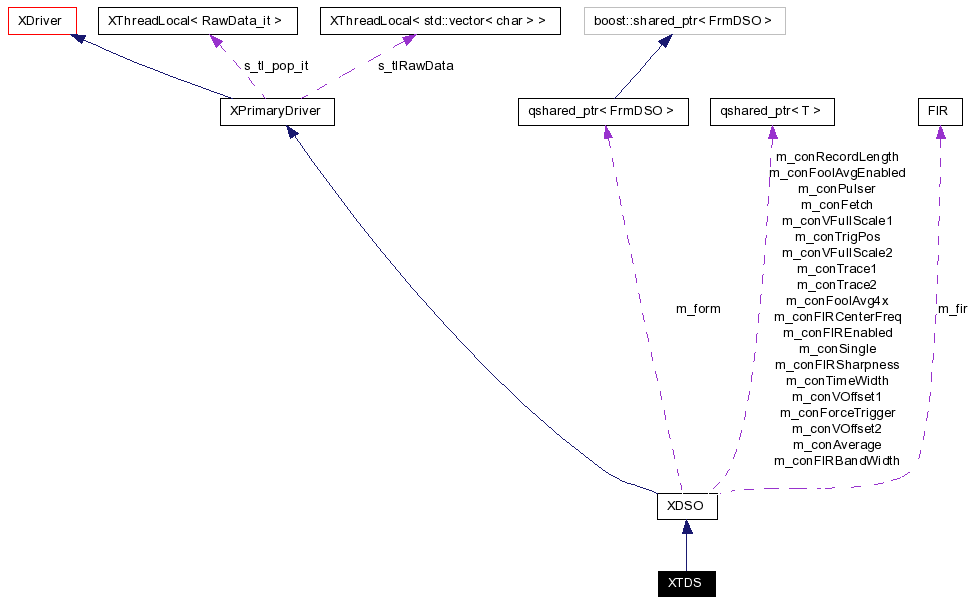 XDriver
XThreadLocal< RawData_it >
XThreadLocal< std::vector< char > >
boost::shared_ptr< FrmDSO >
s_tl_pop_it
s_tlRawData
XPrimaryDriver
qshared_ptr< FrmDSO >
qshared_ptr< T >
FIR
m_conRecordLength
m_conFoolAvgEnabled
m_conPulser
m_conFetch
m_conVFullScale1
m_conTrigPos
m_conVFullScale2
m_conTrace1
m_conTrace2
m_conFoolAvg4x
m_form
m_fir
m_conFIRCenterFreq
m_conFIREnabled
m_conSingle
m_conFIRSharpness
m_conTimeWidth
m_conVOffset1
m_conForceTrigger
m_conVOffset2
m_conAverage
m_conFIRBandWidth
XDSO
XTDS